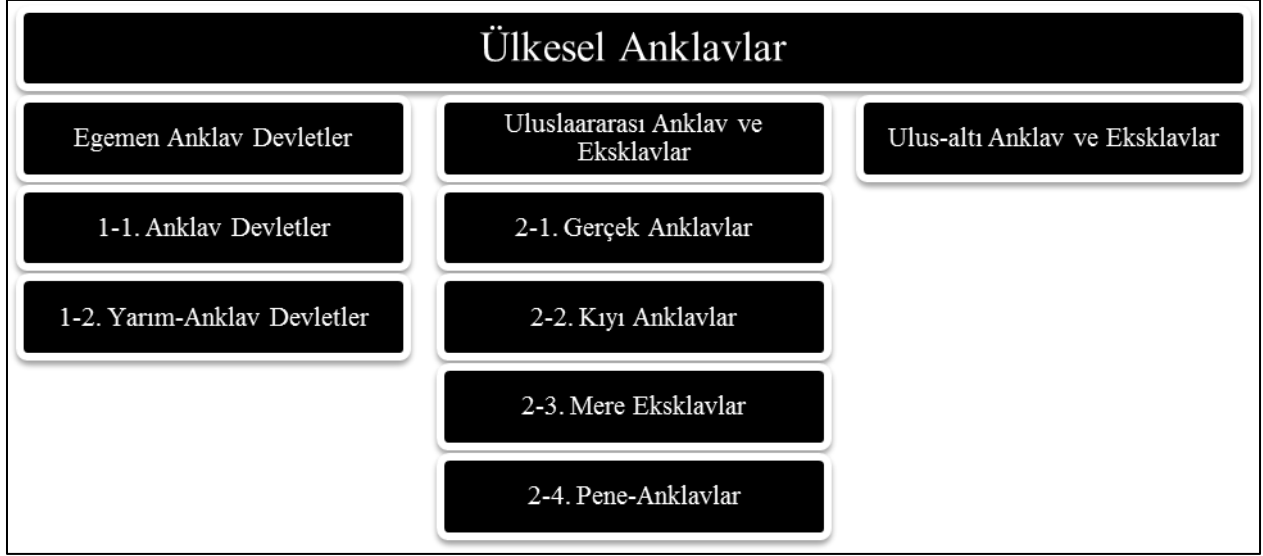 Ülkesel Anklavlar
Egemen Anklav Devletler
1-1. Anklav Devletler
1-2. Yarım-Anklav Devletler
Uluslaararası Anklav ve
Eksklavlar
2-1. Gerçek Anklavlar
2-2. Kıyı Anklavlar
2-3. Mere Eksklavlar
2-4. Pene-Anklavlar
Ulus-altı Anklav ve Eksklavlar